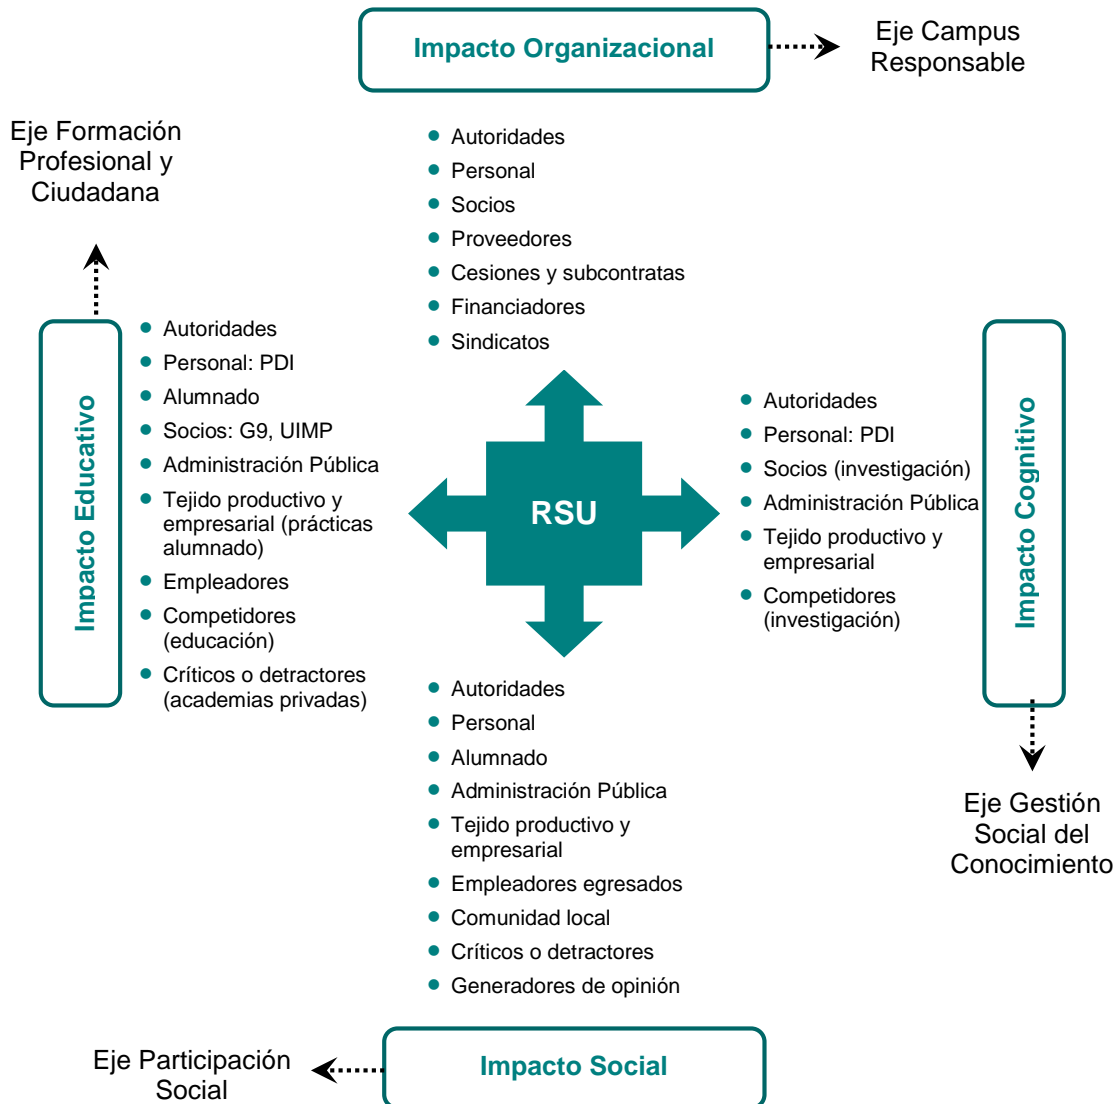 Impacto Organizacional
Eje Campus
Responsable
Eje Formación
Profesional y
Ciudadana
Autoridades
Personal
Socios
Proveedores
Cesiones y subcontratas
Financiadores
Sindicatos
Impacto Educativo
Autoridades
Personal: PDI
Alumnado
Socios: G9, UIMP
Administración Pública
Tejido productivo y
empresarial (prácticas
alumnado)
Empleadores
Competidores
(educación)
Críticos o detractores
(academias privadas)
RSU
Autoridades
Personal: PDI
Socios (investigación)
Administración Pública
Tejido productivo y
empresarial
Competidores
(investigación)
Impacto Cognitivo
Eje Gestión
Social del
Conocimiento
Autoridades
Personal
Alumnado
Administración Pública
Tejido productivo y
empresarial
Empleadores egresados
Comunidad local
Críticos o detractores
Generadores de opinión
Eje Participación
Social
Impacto Social